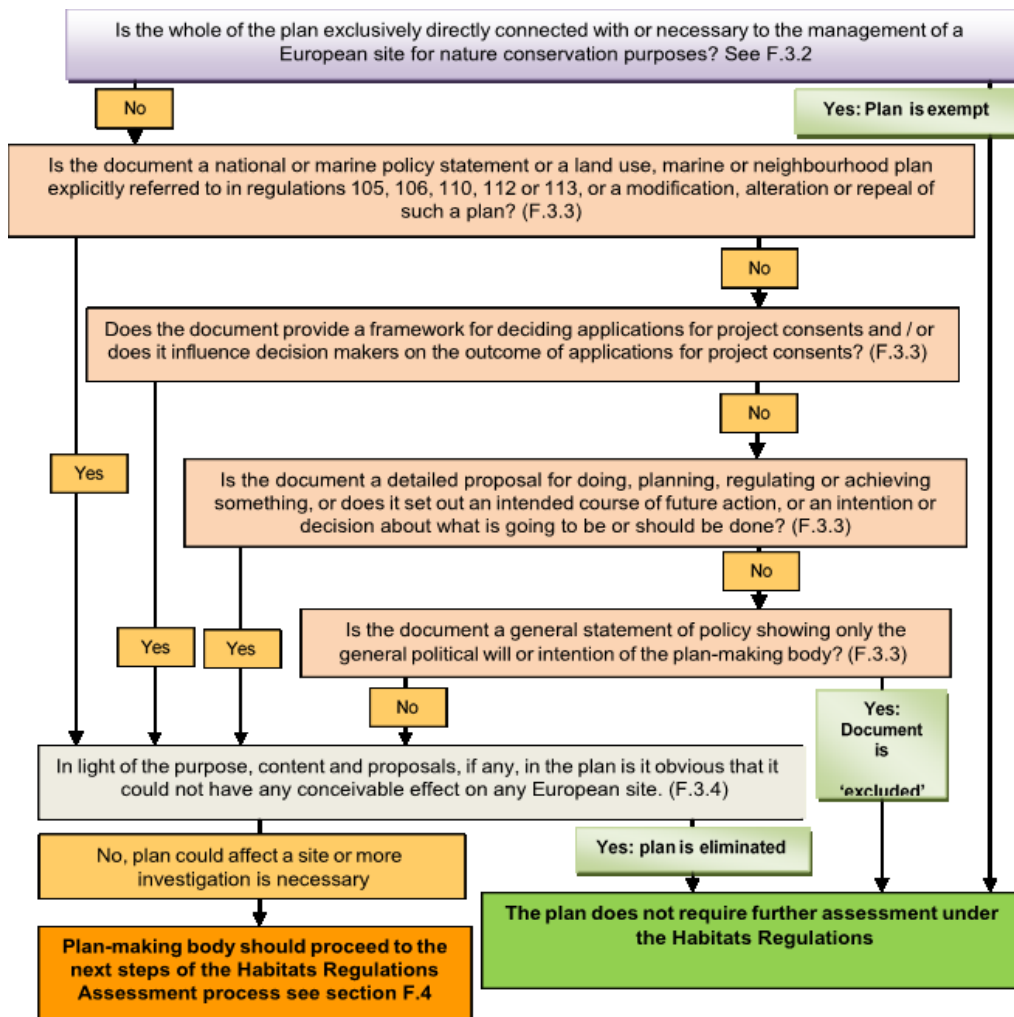 Is the whole of the plan exclusively directly connected with or necessary to the management of a
European site for nature conservation purposes? See F.3.2
No
Yes: Plan is exempt
Is the document a national or marine policy statement or a land use, marine or neighbourhood plan
explicitly referred to in regulations 105, 106, 110, 112 or 113, or a modification, alteration or repeal of
such a plan? (F.3.3)
No
Does the document provide a framework for deciding applications for project consents and / or
does it influence decision makers on the outcome of applications for project consents? (F.3.3)
No
Yes
Is the document a detailed proposal for doing, planning, regulating or achieving
something, or does it set out an intended course of future action, or an intention or
decision about what is going to be or should be done? (F.3.3)
No
Yes
Yes
Is the document a general statement of policy showing only the
general political will or intention of the plan-making body? (F.3.3)
No
Yes:
Document
is
‘excluded’
In light of the purpose, content and proposals, if any, in the plan is it obvious that it
could not have any conceivable effect on any European site. (F.3.4)
No, plan could affect a site or more
investigation is necessary
Yes: plan is eliminated
Plan-making body should proceed to the
next steps of the Habitats Regulations
Assessment process see section F.4
The plan does not require further assessment under
the Habitats Regulations